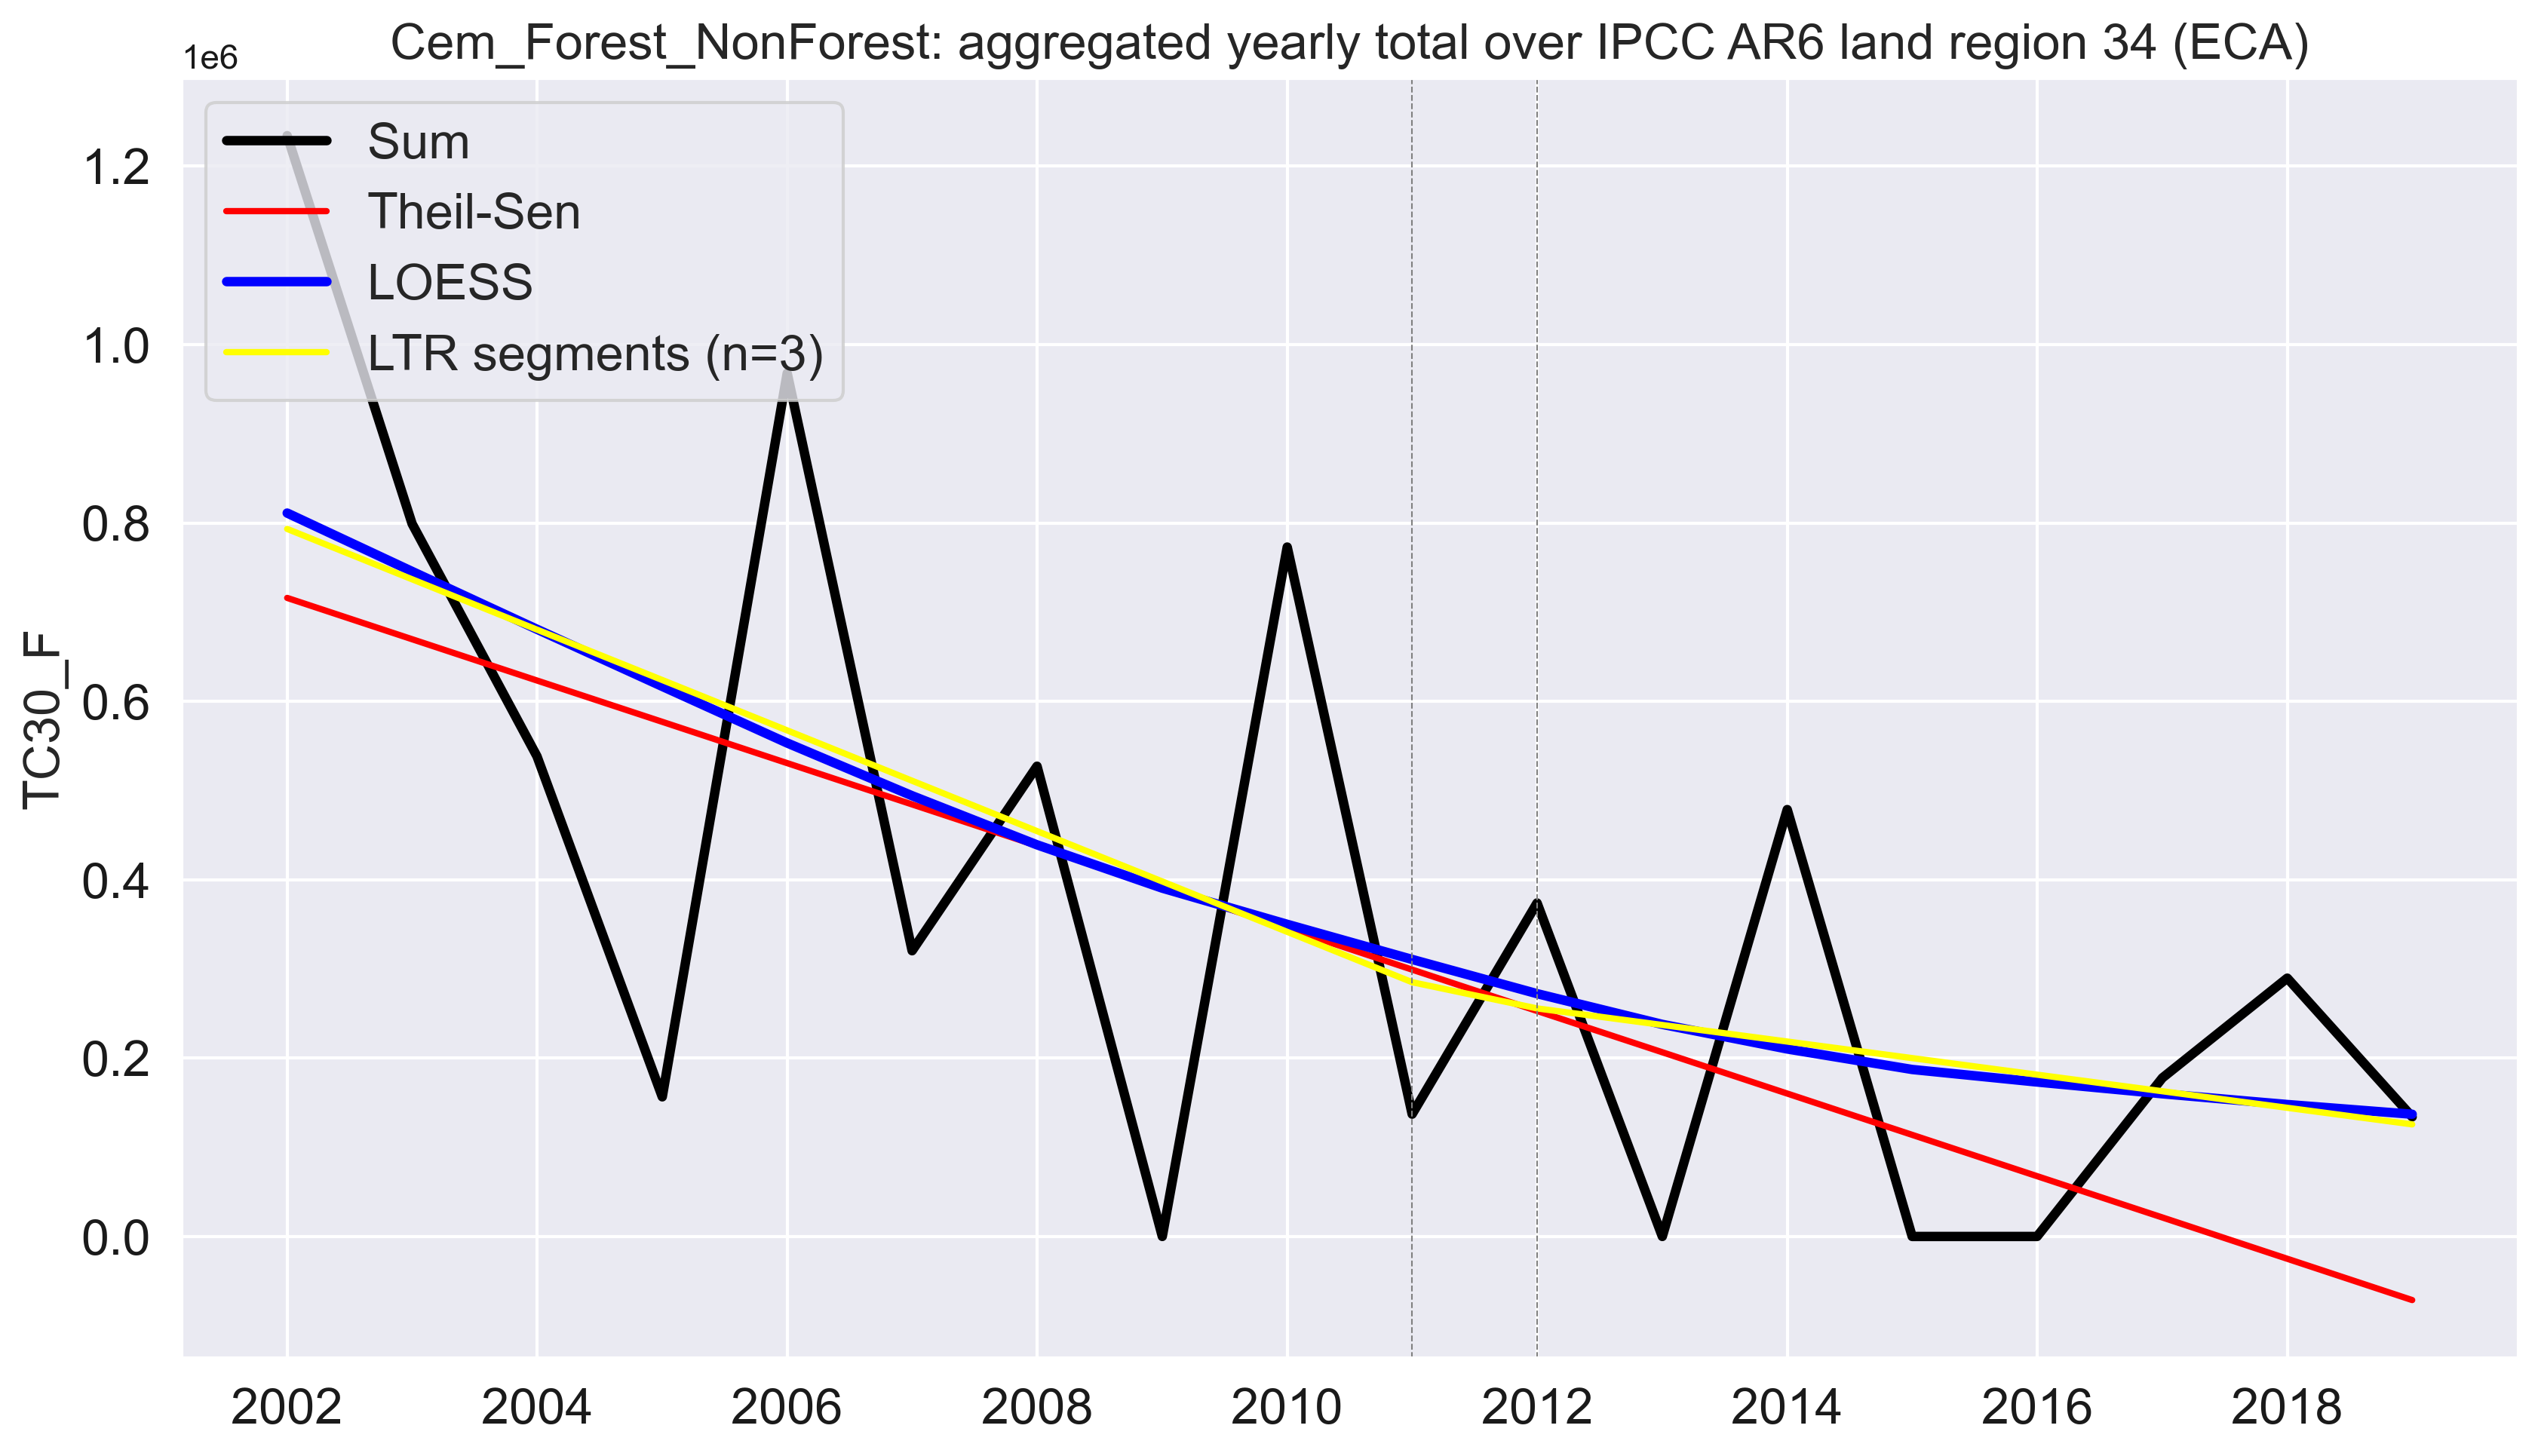 Cem_Forest_NonForest: aggregated yearly total over IPCC AR6 land region 34 (ECA)
1e6
Sum
Theil-Sen
LOESS
LTR segments (n=3)
1.2
1.0
0.8
0.6
0.4
0.2
0.0
TC30_F
2002 2004 2006 2008 2010 2012 2014 2016 2018